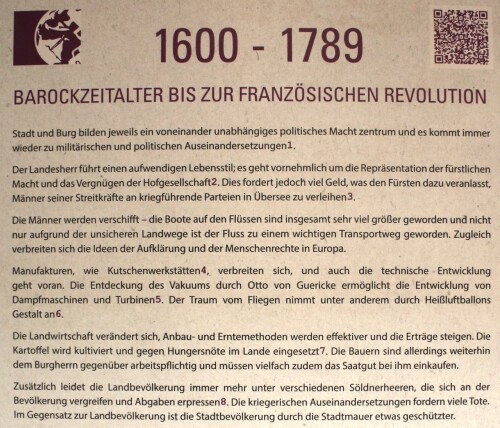 1600 - 1789
BAROCKZEITALTER BIS ZUR FRANZÖSISCHEN REVOLUTION
Stadt und Burg bilden jeweils ein voneinander unabhängiges politisches Macht zentrum und es kommt immer
wieder zu militärischen und politischen Auseinandersetzungen1.
Der Landesherr führt einen aufwendigen Lebensstil; es geht vornehmlich um die Repräsentation der fürstlichen
Macht und das Vergnügen der Hofgesellschaft2. Dies fordert jedoch viel Geld, was den Fürsten dazu veranlasst,
Männer seiner Streitkräfte an kriegführende Parteien in Übersee zu verleihen3.
Die Männer werden verschifft – die Boote auf den Flüssen sind insgesamt sehr viel größer geworden und nicht
nur aufgrund der unsicheren Landwege ist der Fluss zu einem wichtigen Transportweg geworden. Zugleich
verbreiten sich die Ideen der Aufklärung und der Menschenrechte in Europa.
Manufakturen, wie Kutschenwerkstätten4, verbreiten sich, und auch die technische Entwicklung
geht voran. Die Entdeckung des Vakuums durch Otto von Guericke ermöglicht die Entwicklung von
Dampfmaschinen und Turbinen5. Der Traum vom Fliegen nimmt unter anderem durch Heißluftballons
Gestalt an6.
Die Landwirtschaft verändert sich, Anbau- und Erntemethoden werden effektiver und die Erträge steigen. Die
Kartoffel wird kultiviert und gegen Hungersnöte im Lande eingesetzt7. Die Bauern sind allerdings weiterhin
dem Burgherrn gegenüber arbeitspflichtig und müssen vielfach zudem das Saatgut bei ihm einkaufen.
Zusätzlich leidet die Landbevölkerung immer mehr unter verschiedenen Söldnerheeren, die sich an der
Bevölkerung vergreifen und Abgaben erpressen8. Die kriegerischen Auseinandersetzungen fordern viele Tote.
Im Gegensatz zur Landbevölkerung ist die Stadtbevölkerung durch die Stadtmauer etwas geschützter.